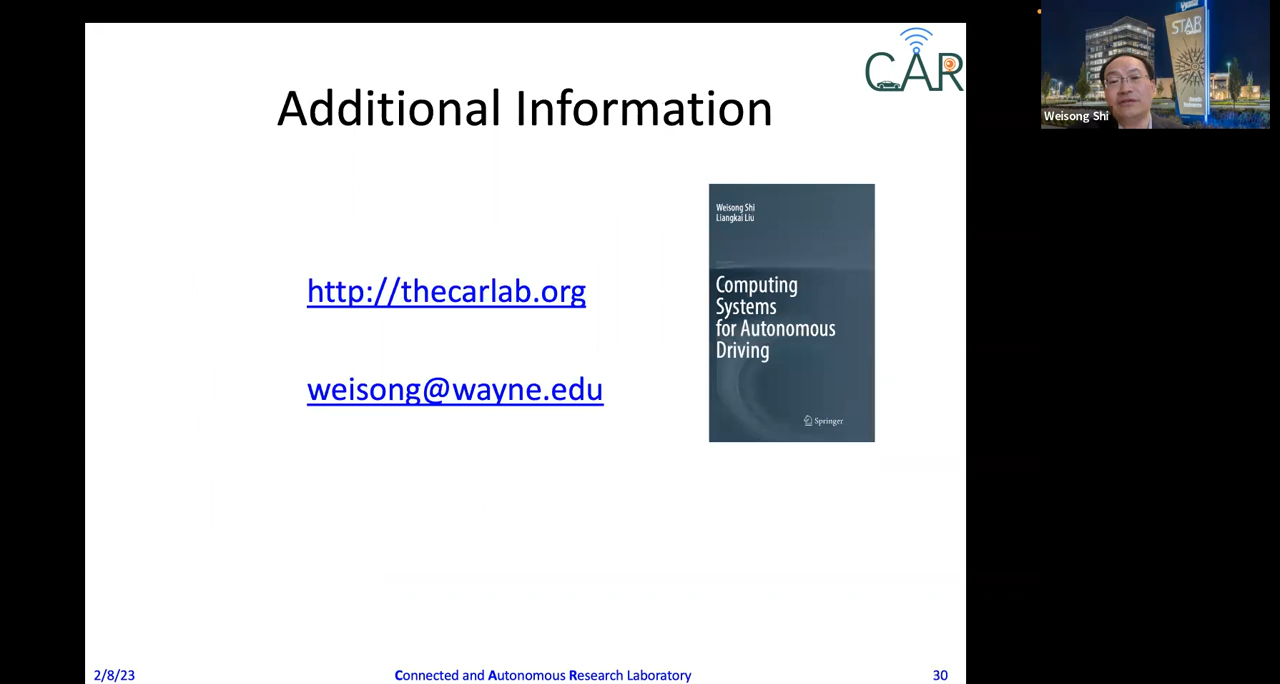 CAR
Additional Information
Weisong Shi
Liangkai Liu
Computing
Systems
for Autonomous
Driving
Springer
http://thecarlab.org
weisong@wayne.edu
2/8/23
Connected and Autonomous Research Laboratory
30
STAR
Weisong Shi